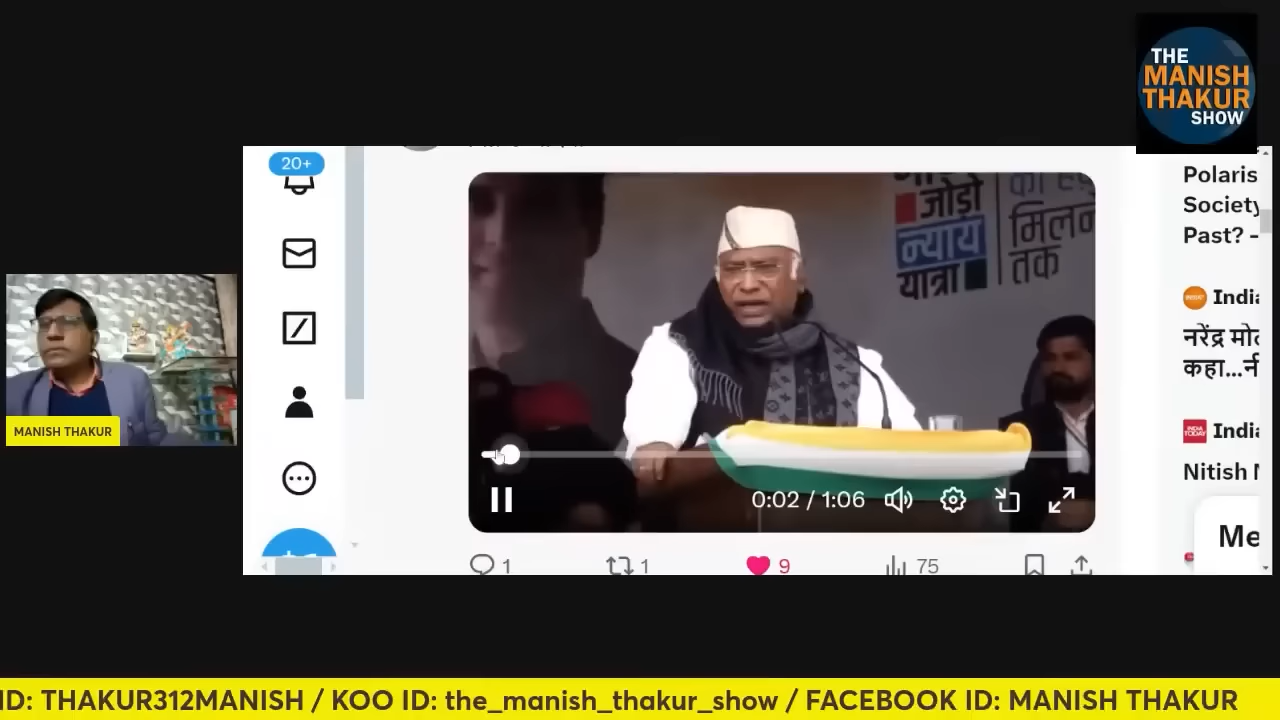 THE
MANISH
THAKUR
SHOW
20+
जोड़ो
न्याय
यात्रा
मिलन
तक
Polaris
Society
Past? -
India
नरेंद्र
कहा...
India
Nitish
Me
MANISH THAKUR
0:02 / 1:06
1
1
9
75
ID: THAKUR312MANISH / KOO ID: the_manish_thakur_show / FACEBOOK ID: MANISH THAKUR